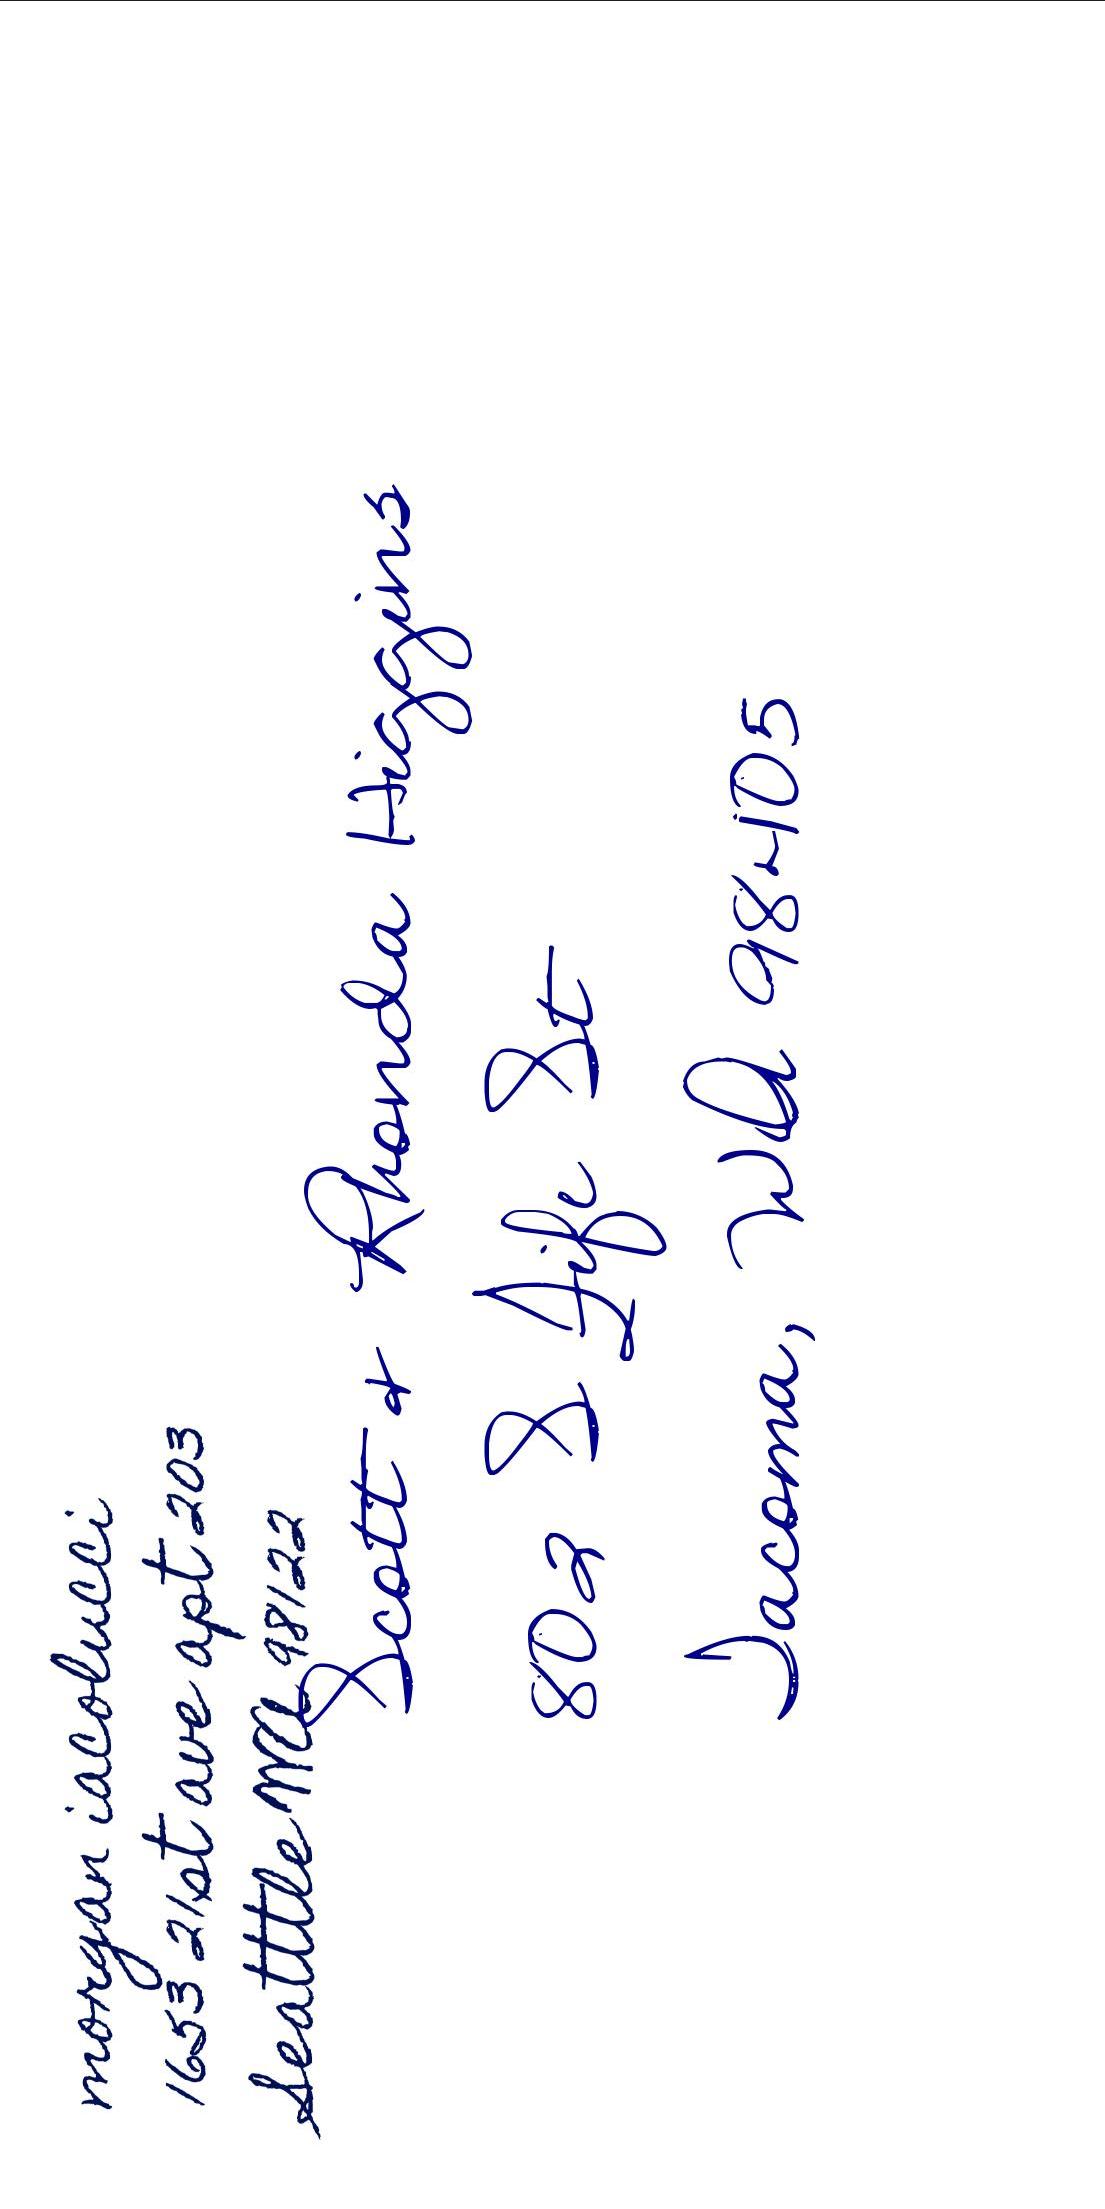 morgan iacolucci
1653 21st ave apt 203
Seatttle WA 98122
Scott & Rhonda Higgins
802 S Fife St
Tacoma, WA 98405